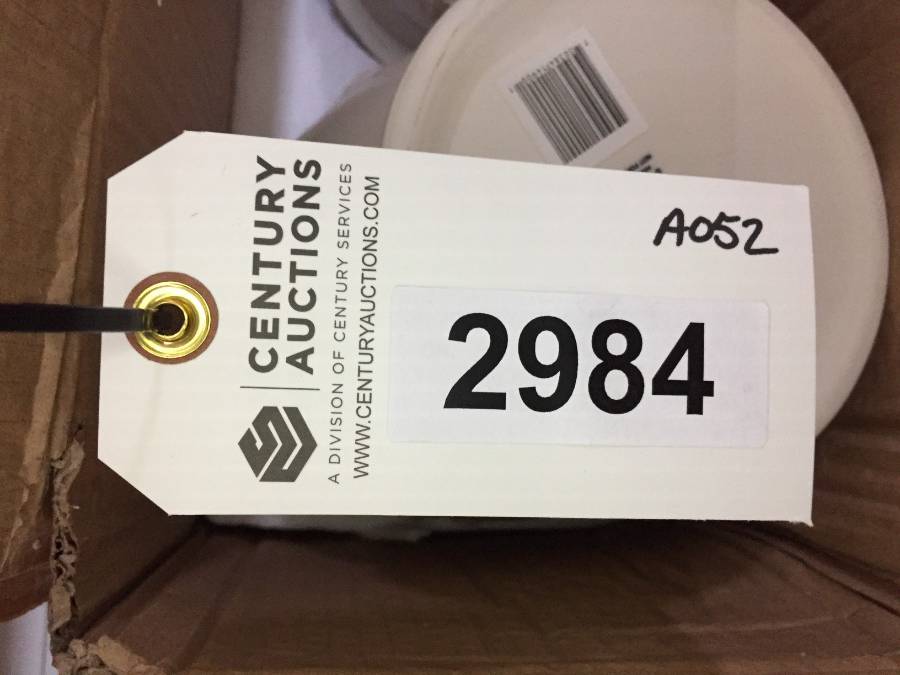 CENTURY
AUCTIONS
A DIVISION OF CENTURY SERVICES
WWW.CENTURYAUCTIONS.COM
A052
2984